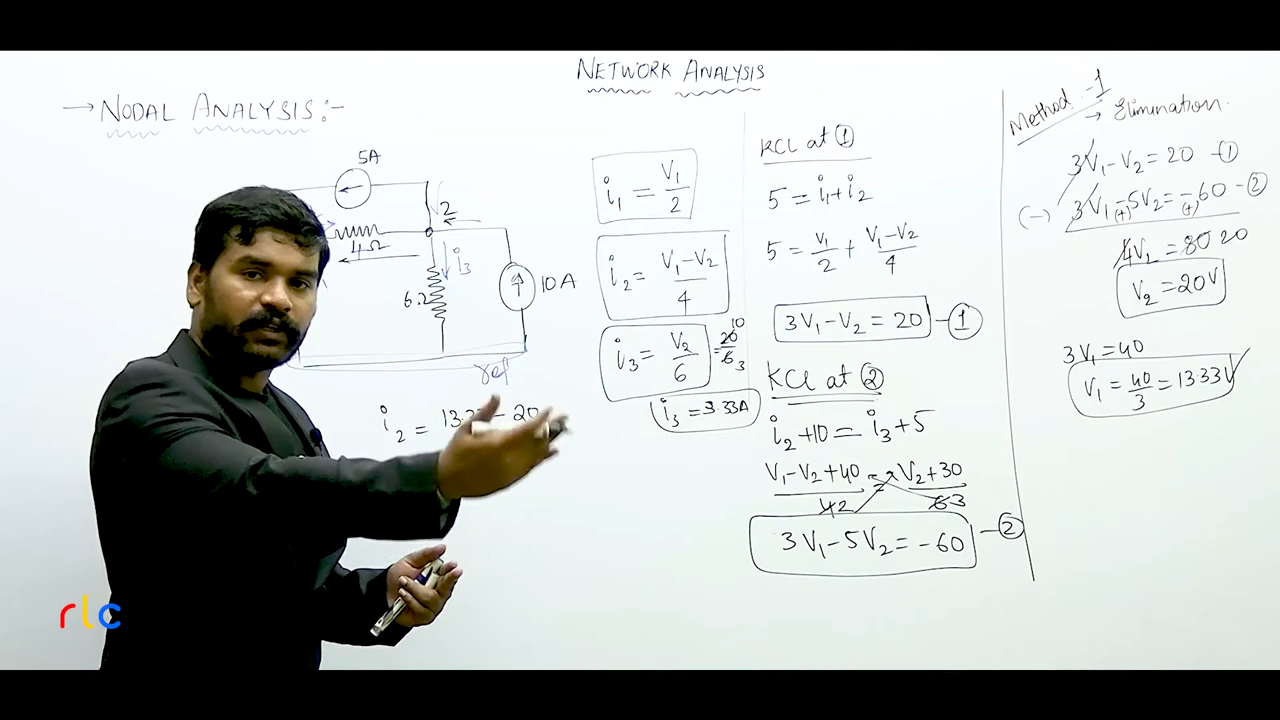 NETWORK ANALYSIS
→ NODAL ANALYSIS:-
5A
2
4Ω
i3
6Ω
10A
ref
i2 = 13.3 - 20
i1 = V1/2
i2 = V1-V2/4
i3 = V2/6 = 20/6 10/3
i3 = 3.33A
KCL at ①
5 = i1+i2
5 = V1/2 + V1-V2/4
3V1-V2 = 20 -①
KCL at ②
i2+10 = i3+5
V1-V2+40/4 2 = V2+30/6 3
3V1-5V2 = -60 -②
Method -1
→ Elimination.
3V1-V2 = 20 -①
(-) 3V1-5V2 = -60 -②
(+) (+)
4V2 = 80 20
V2 = 20V
3V1 = 40
V1 = 40/3 = 13.33V
rlc